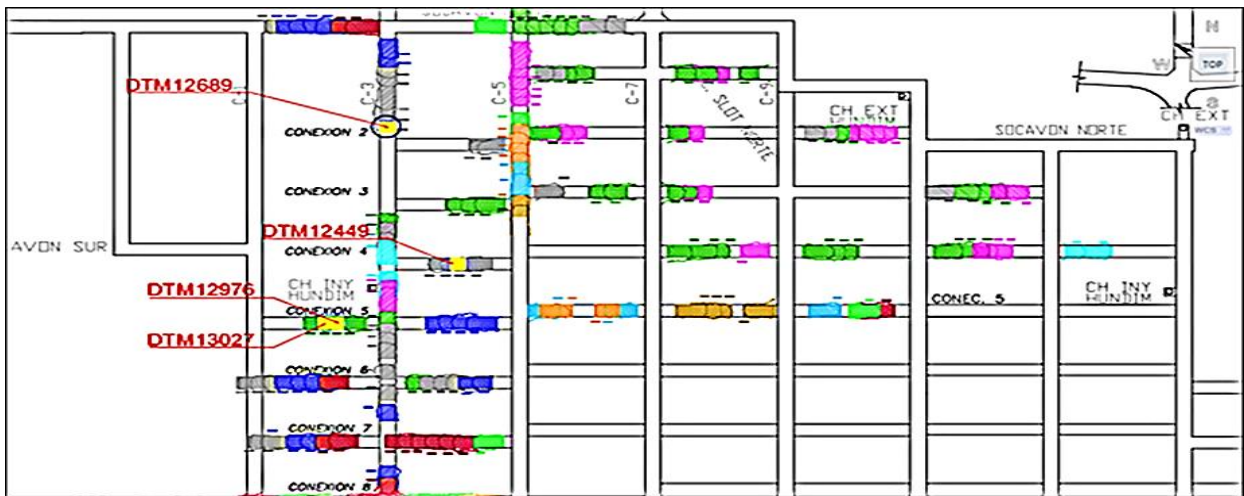 N
TOP
W
S
CH EXT
WCS
DTM12689
C-3
C-5
C-7
C-6
CONEXION 2
SLOT NORTE
CH EXT
HUNDIM
SOCAVON NORTE
CONEXION 3
DTM12449
AVON SUR
CONEXION 4
DTM12976
CH INY
HUNDIM
CONEXION 5
CONEC. 5
CH INY
HUNDIM
DTM13027
CONEXION 6
CONEXION 7
CONEXION 8